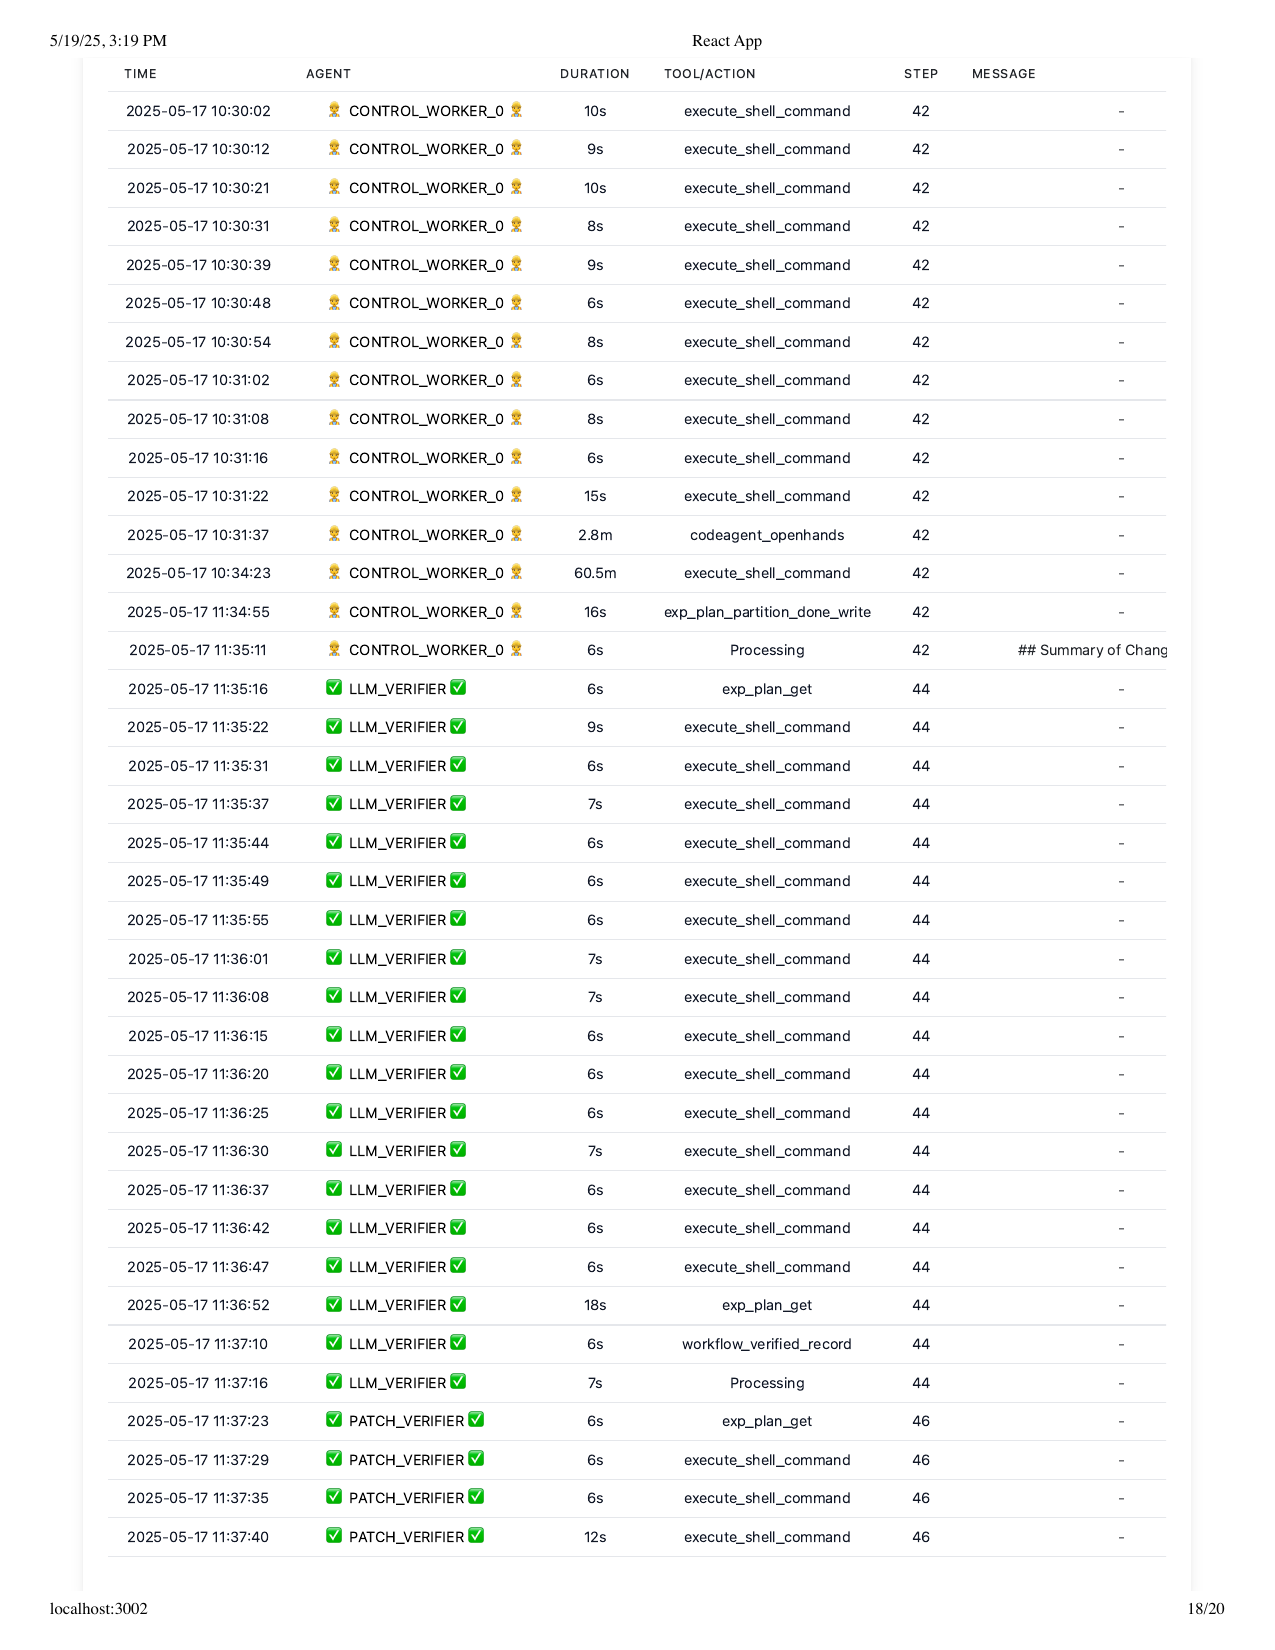 5/19/25, 3:19 PM React App
TIME AGENT DURATION TOOL/ACTION STEP MESSAGE
2025-05-17 10:30:02 👷 CONTROL_WORKER_0 👷 10s execute_shell_command 42 -
2025-05-17 10:30:12 👷 CONTROL_WORKER_0 👷 9s execute_shell_command 42 -
2025-05-17 10:30:21 👷 CONTROL_WORKER_0 👷 10s execute_shell_command 42 -
2025-05-17 10:30:31 👷 CONTROL_WORKER_0 👷 8s execute_shell_command 42 -
2025-05-17 10:30:39 👷 CONTROL_WORKER_0 👷 9s execute_shell_command 42 -
2025-05-17 10:30:48 👷 CONTROL_WORKER_0 👷 6s execute_shell_command 42 -
2025-05-17 10:30:54 👷 CONTROL_WORKER_0 👷 8s execute_shell_command 42 -
2025-05-17 10:31:02 👷 CONTROL_WORKER_0 👷 6s execute_shell_command 42 -
2025-05-17 10:31:08 👷 CONTROL_WORKER_0 👷 8s execute_shell_command 42 -
2025-05-17 10:31:16 👷 CONTROL_WORKER_0 👷 6s execute_shell_command 42 -
2025-05-17 10:31:22 👷 CONTROL_WORKER_0 👷 15s execute_shell_command 42 -
2025-05-17 10:31:37 👷 CONTROL_WORKER_0 👷 2.8m codeagent_openhands 42 -
2025-05-17 10:34:23 👷 CONTROL_WORKER_0 👷 60.5m execute_shell_command 42 -
2025-05-17 11:34:55 👷 CONTROL_WORKER_0 👷 16s exp_plan_partition_done_write 42 -
2025-05-17 11:35:11 👷 CONTROL_WORKER_0 👷 6s Processing 42 ## Summary of Chang
2025-05-17 11:35:16 ✅ LLM_VERIFIER ✅ 6s exp_plan_get 44 -
2025-05-17 11:35:22 ✅ LLM_VERIFIER ✅ 9s execute_shell_command 44 -
2025-05-17 11:35:31 ✅ LLM_VERIFIER ✅ 6s execute_shell_command 44 -
2025-05-17 11:35:37 ✅ LLM_VERIFIER ✅ 7s execute_shell_command 44 -
2025-05-17 11:35:44 ✅ LLM_VERIFIER ✅ 6s execute_shell_command 44 -
2025-05-17 11:35:49 ✅ LLM_VERIFIER ✅ 6s execute_shell_command 44 -
2025-05-17 11:35:55 ✅ LLM_VERIFIER ✅ 6s execute_shell_command 44 -
2025-05-17 11:36:01 ✅ LLM_VERIFIER ✅ 7s execute_shell_command 44 -
2025-05-17 11:36:08 ✅ LLM_VERIFIER ✅ 7s execute_shell_command 44 -
2025-05-17 11:36:15 ✅ LLM_VERIFIER ✅ 6s execute_shell_command 44 -
2025-05-17 11:36:20 ✅ LLM_VERIFIER ✅ 6s execute_shell_command 44 -
2025-05-17 11:36:25 ✅ LLM_VERIFIER ✅ 6s execute_shell_command 44 -
2025-05-17 11:36:30 ✅ LLM_VERIFIER ✅ 7s execute_shell_command 44 -
2025-05-17 11:36:37 ✅ LLM_VERIFIER ✅ 6s execute_shell_command 44 -
2025-05-17 11:36:42 ✅ LLM_VERIFIER ✅ 6s execute_shell_command 44 -
2025-05-17 11:36:47 ✅ LLM_VERIFIER ✅ 6s execute_shell_command 44 -
2025-05-17 11:36:52 ✅ LLM_VERIFIER ✅ 18s exp_plan_get 44 -
2025-05-17 11:37:10 ✅ LLM_VERIFIER ✅ 6s workflow_verified_record 44 -
2025-05-17 11:37:16 ✅ LLM_VERIFIER ✅ 7s Processing 44 -
2025-05-17 11:37:23 ✅ PATCH_VERIFIER ✅ 6s exp_plan_get 46 -
2025-05-17 11:37:29 ✅ PATCH_VERIFIER ✅ 6s execute_shell_command 46 -
2025-05-17 11:37:35 ✅ PATCH_VERIFIER ✅ 6s execute_shell_command 46 -
2025-05-17 11:37:40 ✅ PATCH_VERIFIER ✅ 12s execute_shell_command 46 -
localhost:3002 18/20